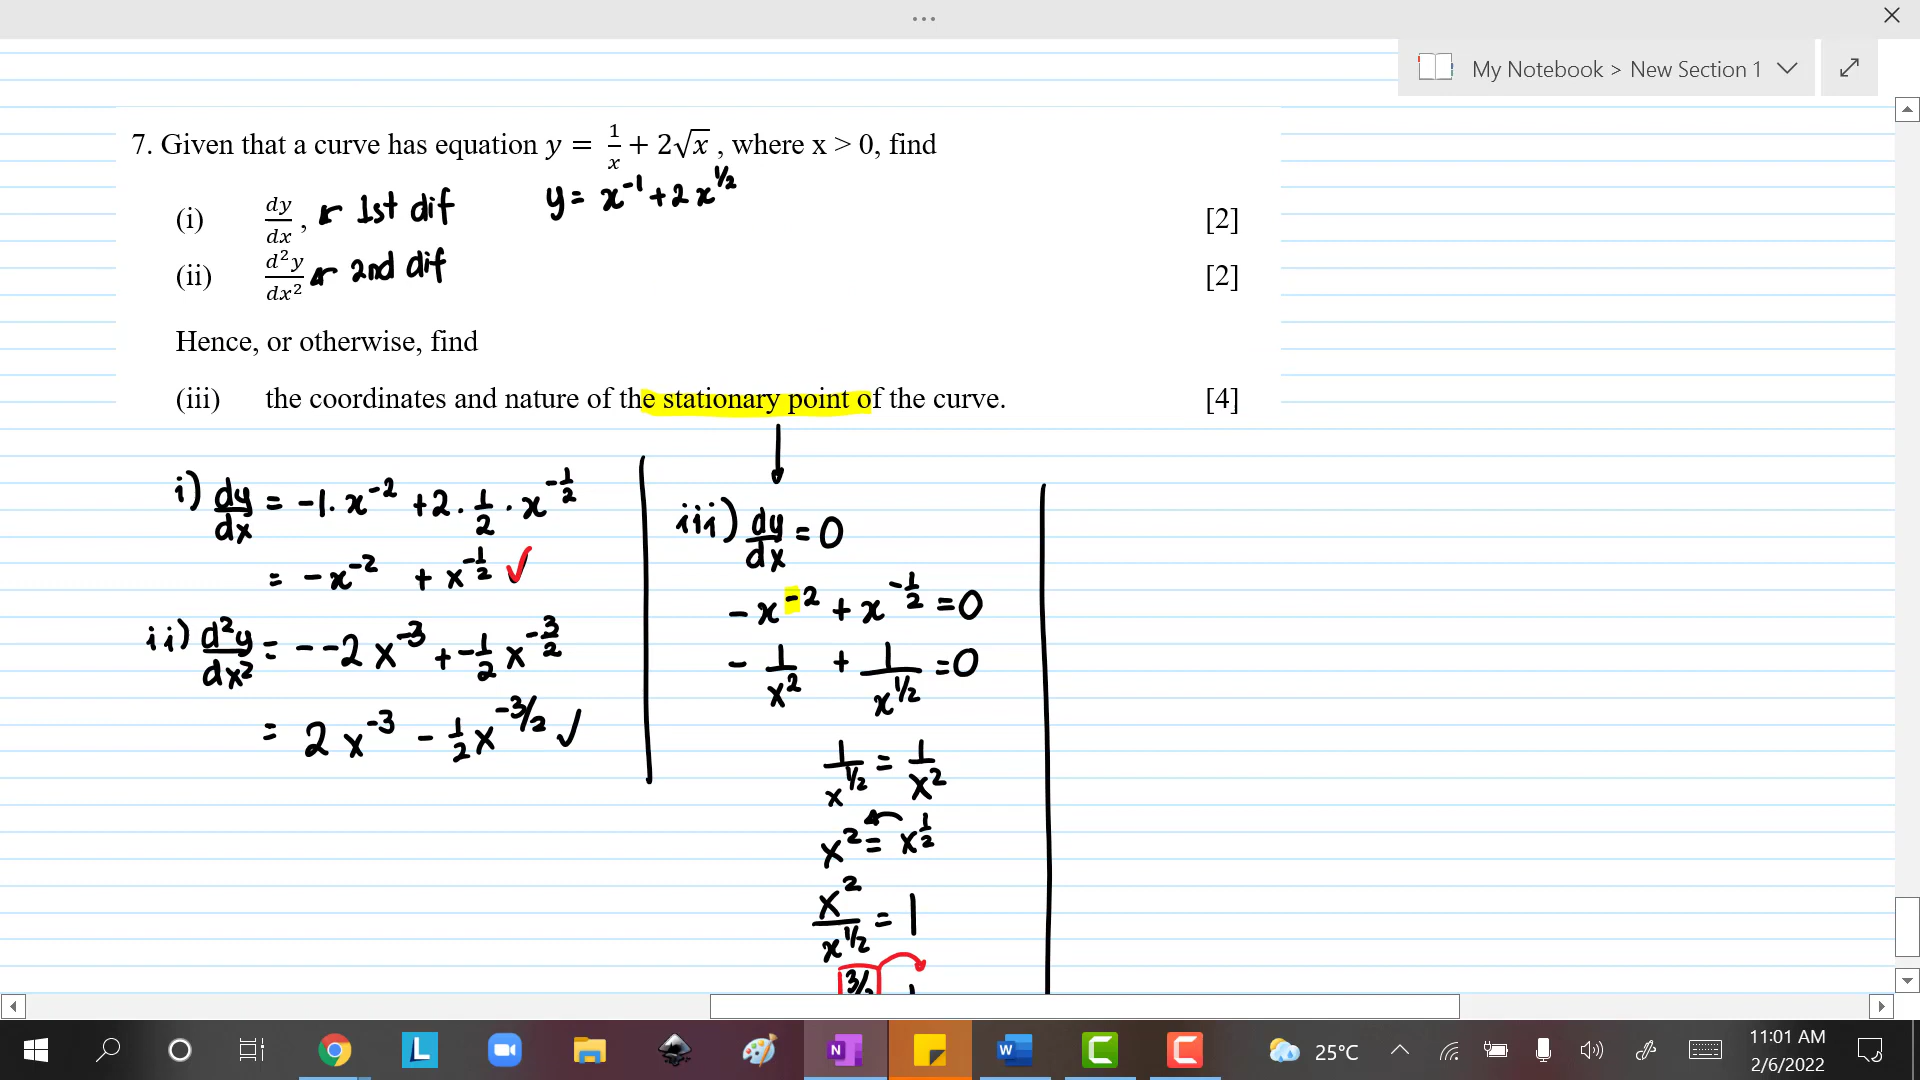 My Notebook > New Section 1
7. Given that a curve has equation y = 1/x + 2√x , where x > 0, find
y = x⁻¹ + 2x^½
(i) dy/dx , 1st dif [2]
(ii) d²y/dx² 2nd dif [2]
Hence, or otherwise, find
(iii) the coordinates and nature of the stationary point of the curve. [4]
i) dy/dx = -1. x⁻² + 2 . 1/2 . x^(-1/2)
= -x⁻² + x^(-1/2) ✓
ii) d²y/dx² = - -2x⁻³ + -1/2 x^(-3/2)
= 2x⁻³ - 1/2 x^(-3/2) ✓
iii) dy/dx = 0
-x⁻² + x^(-1/2) = 0
- 1/x² + 1/x^(1/2) = 0
1/x^(1/2) = 1/x²
x² = x^(1/2)
x²/x^(1/2) = 1
3/2
25°C
11:01 AM
2/6/2022